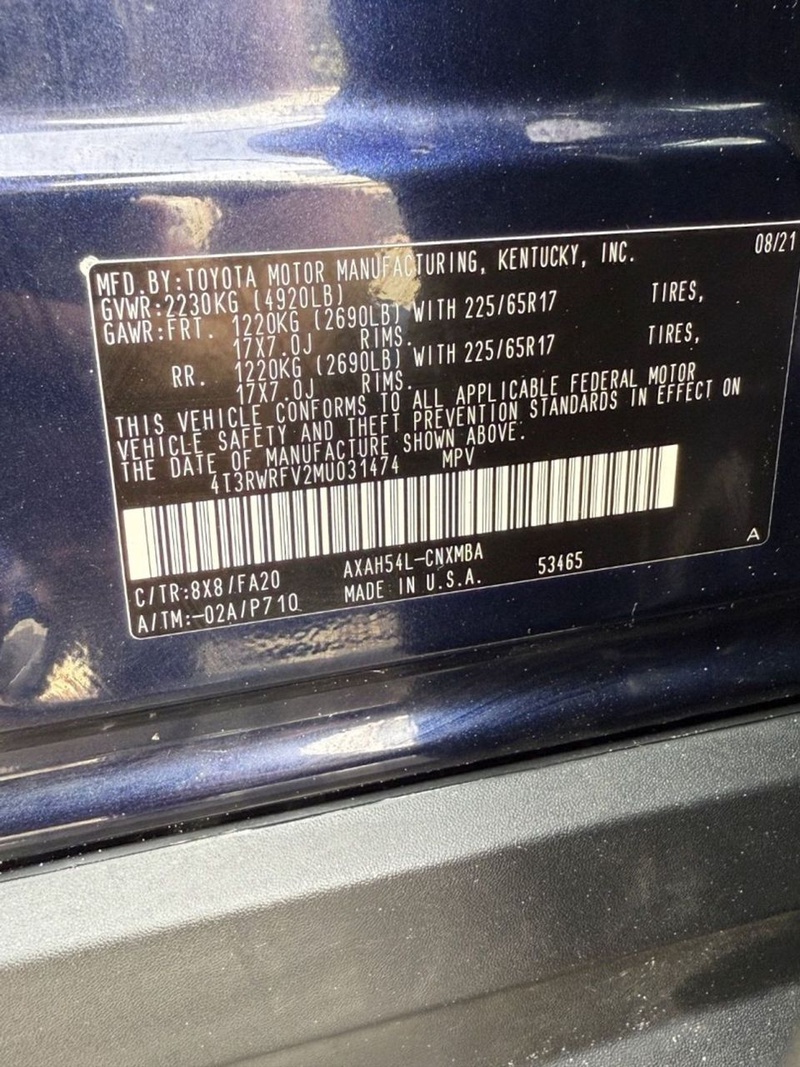 08/21
MFD.BY:TOYOTA MOTOR MANUFACTURING, KENTUCKY, INC.
GVWR:2230KG (4920LB)
GAWR:FRT. 1220KG (2690LB) WITH 225/65R17 TIRES,
17X7.0J RIMS.
RR. 1220KG (2690LB) WITH 225/65R17 TIRES,
17X7.0J RIMS.
THIS VEHICLE CONFORMS TO ALL APPLICABLE FEDERAL MOTOR
VEHICLE SAFETY AND THEFT PREVENTION STANDARDS IN EFFECT ON
THE DATE OF MANUFACTURE SHOWN ABOVE.
4T3RWRFV2MU031474 MPV
C/TR:8X8/FA20 AXAH54L-CNXMBA 53465 A
A/TM:-02A/P710 MADE IN U.S.A.